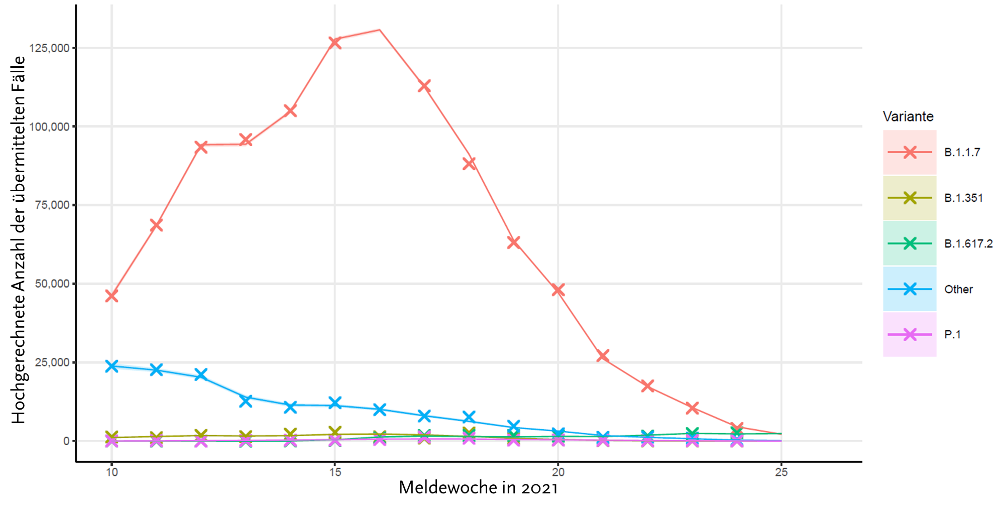 Hochgerechnete Anzahl der übermittelten Fälle
125,000
100,000
75,000
50,000
25,000
0
10 15 20 25
Meldewoche in 2021
Variante
B.1.1.7
B.1.351
B.1.617.2
Other
P.1